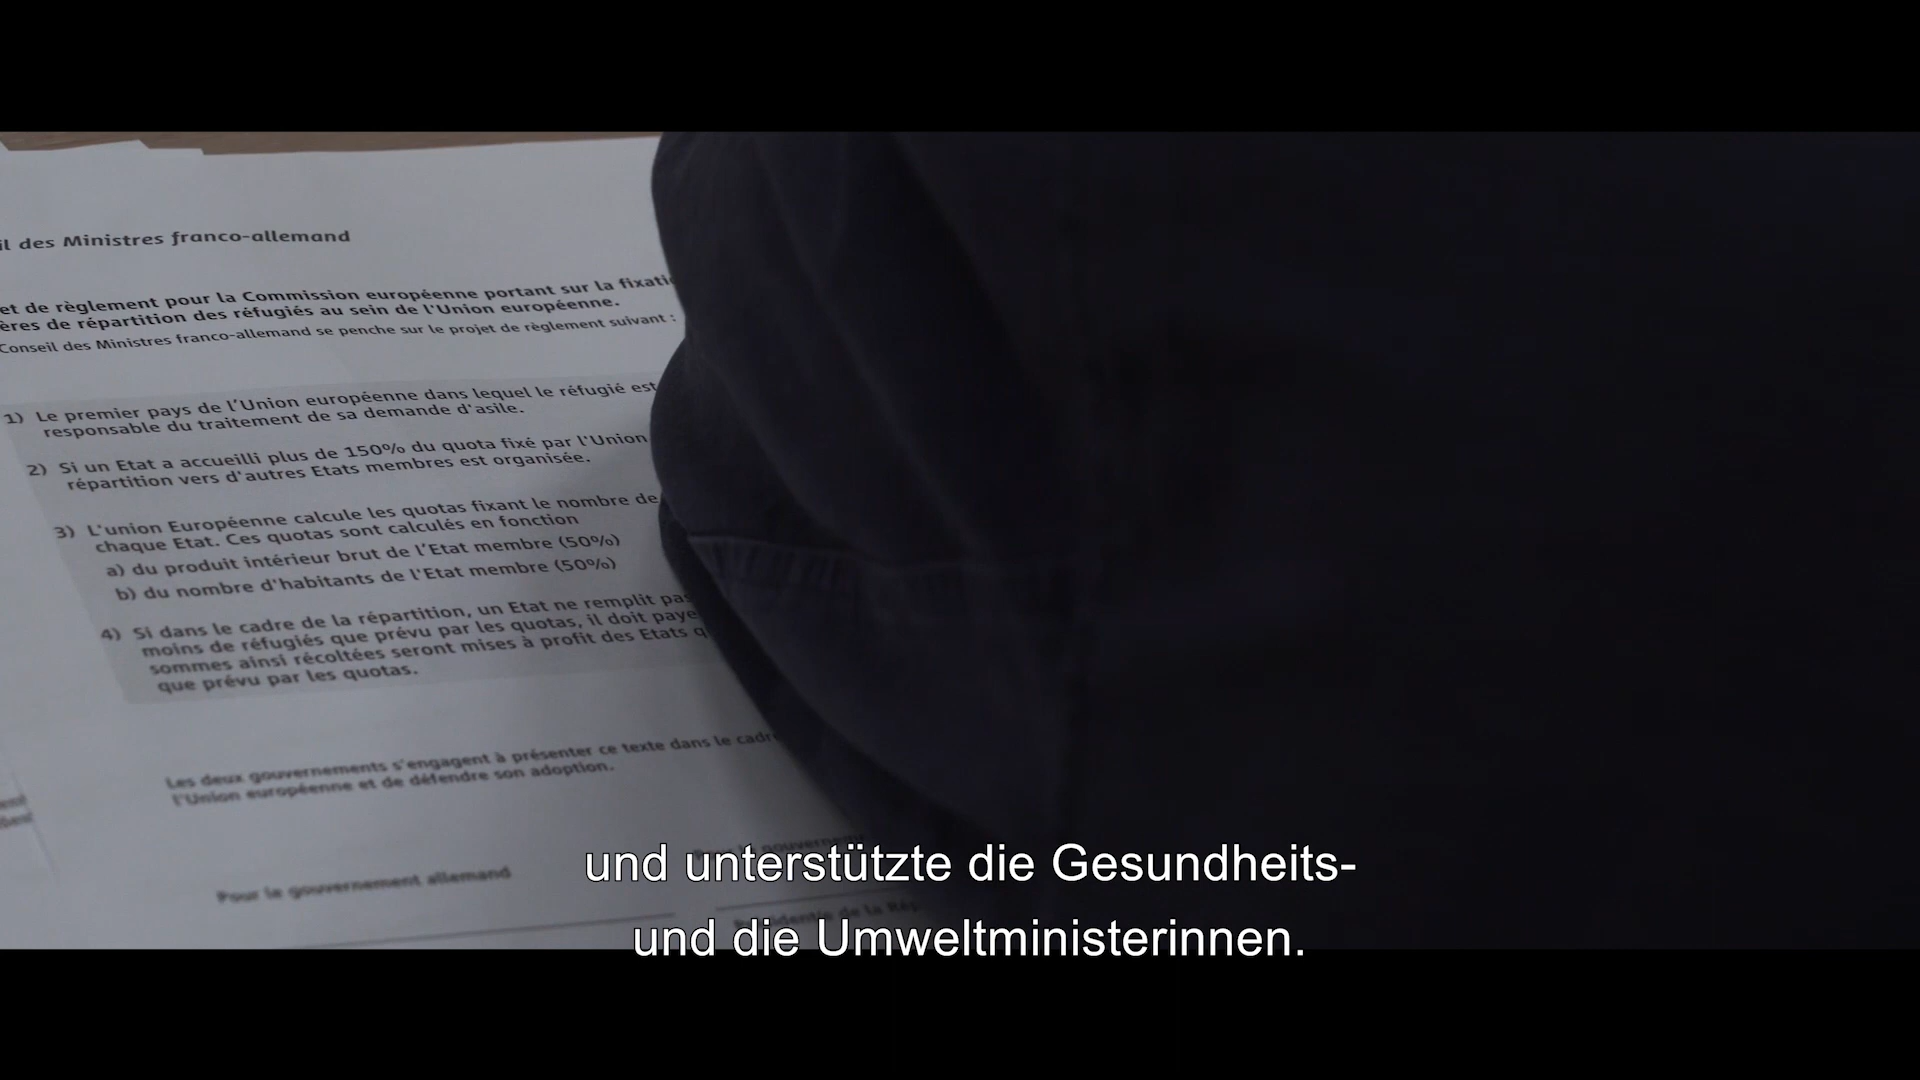 il des Ministres franco-allemand
et de règlement pour la Commission européenne portant sur la
ères de répartition des réfugiés au sein de l'Union européenne.
Conseil des Ministres franco-allemand se penche sur le projet de règlement suivant :
1) Le premier pays de l'Union européenne dans lequel le réfugié est
responsable du traitement de sa demande d'asile.
2) Si un Etat a accueilli plus de 150% du quota fixé par l'Union
répartition vers d'autres Etats membres est organisée.
3) L'union Européenne calcule les quotas fixant le nombre de
chaque Etat. Ces quotas sont calculés en fonction
a) du produit intérieur brut de l'Etat membre (50%)
b) du nombre d'habitants de l'Etat membre (50%)
4) Si dans le cadre de la répartition, un Etat ne remplit pas
moins de réfugiés que prévu par les quotas, il doit paye
sommes ainsi récoltées seront mises à profit des Etats q
que prévu par les quotas.
Les deux gouvernements s'engagent à présenter ce texte dans le cadre
l'Union européenne et de défendre son adoption.
Pour le gouvernement allemand
und unterstützte die Gesundheits-
und die Umweltministerinnen.